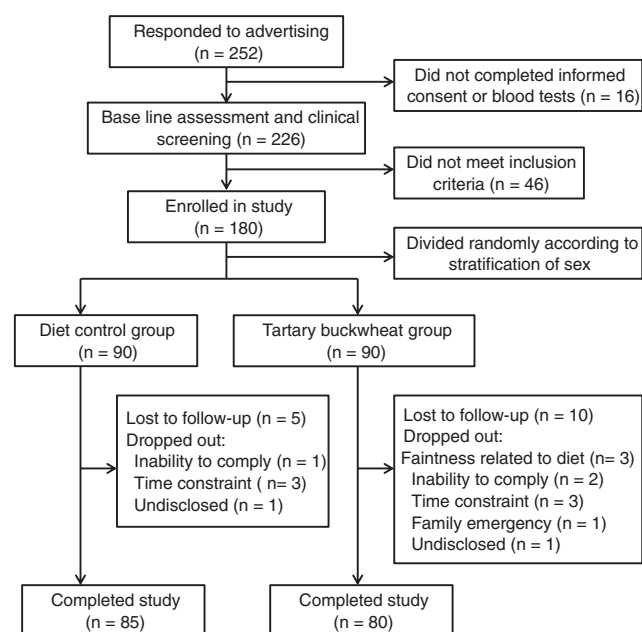 Responded to advertising
(n = 252)
Did not completed informed
consent or blood tests (n = 16)
Base line assessment and clinical
screening (n = 226)
Did not meet inclusion
criteria (n = 46)
Enrolled in study
(n = 180)
Divided randomly according to
stratification of sex
Diet control group
(n = 90)
Tartary buckwheat group
(n = 90)
Lost to follow-up (n = 5)
Dropped out:
Inability to comply (n = 1)
Time constraint ( n= 3)
Undisclosed (n = 1)
Lost to follow-up (n = 10)
Dropped out:
Faintness related to diet (n= 3)
Inability to comply (n = 2)
Time constraint (n = 3)
Family emergency (n = 1)
Undisclosed (n = 1)
Completed study
(n = 85)
Completed study
(n = 80)